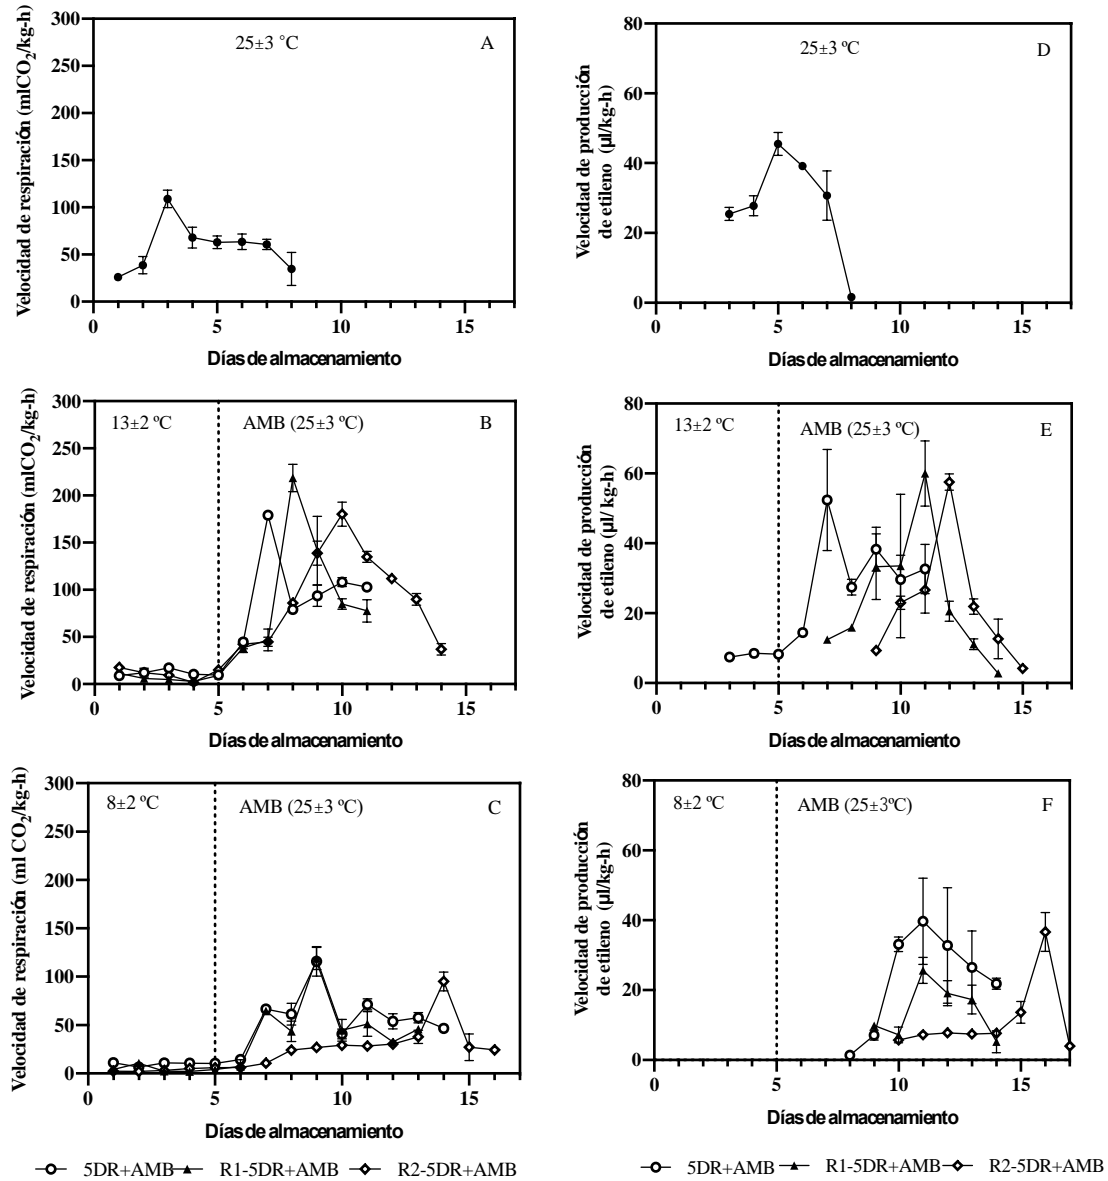 Velocidad de respiración (mlCO2/kg-h)
300
250
200
150
100
50
0
25±3 °C
A
0
5
10
15
Días de almacenamiento
Velocidad de producción
de etileno (µl/kg-h)
80
60
40
20
0
25±3 ºC
D
0
5
10
15
Días de almacenamiento
Velocidad de respiración (mlCO2/kg-h)
300
250
200
150
100
50
0
13±2 ºC
AMB (25±3 ºC)
B
0
5
10
15
Días de almacenamiento
Velocidad de producción
de etileno (µl/ kg-h)
80
60
40
20
0
13±2 ºC
AMB (25±3 ºC)
E
0
5
10
15
Días de almacenamiento
Velocidad de respiración (ml CO2/kg-h)
300
250
200
150
100
50
0
8±2 ºC
AMB (25±3 ºC)
C
0
5
10
15
Días de almacenamiento
Velocidad de producción
de etileno (µl/kg-h)
80
60
40
20
0
8±2 ºC
AMB (25±3ºC)
F
0
5
10
15
Días de almacenamiento
5DR+AMB R1-5DR+AMB R2-5DR+AMB
5DR+AMB R1-5DR+AMB R2-5DR+AMB